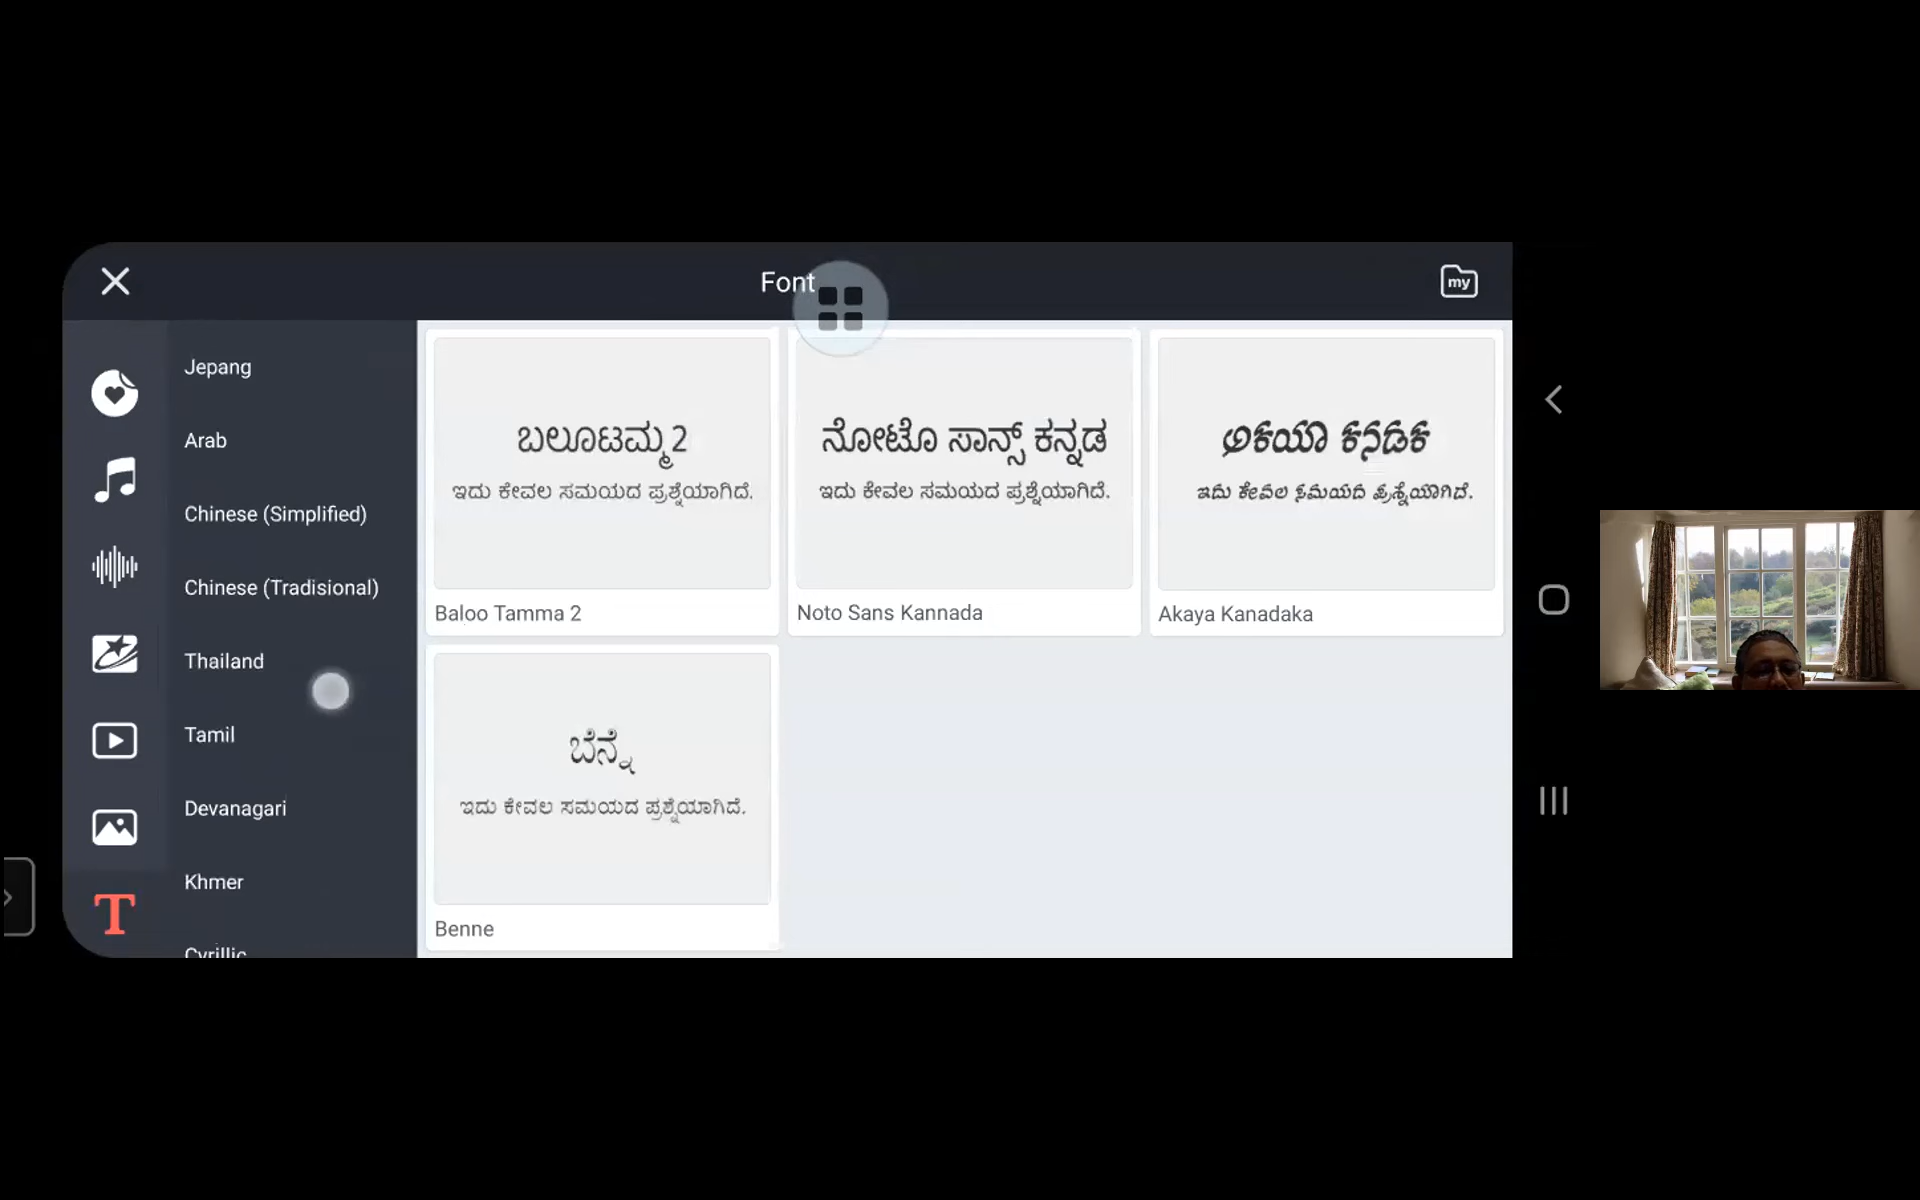 Font
my
Jepang
Arab
Chinese (Simplified)
Chinese (Tradisional)
Thailand
Tamil
Devanagari
Khmer
Cyrillic
T
ಬಲೂಟಮ್ಮ 2
ಇದು ಕೇವಲ ಸಮಯದ ಪ್ರಶ್ನೆಯಾಗಿದೆ.
Baloo Tamma 2
ನೋಟೊ ಸಾನ್ಸ್ ಕನ್ನಡ
ಇದು ಕೇವಲ ಸಮಯದ ಪ್ರಶ್ನೆಯಾಗಿದೆ.
Noto Sans Kannada
ಅಕಯಾ ಕನಡಕ
ಇದು ಕೇವಲ ಸಮಯದ ಪ್ರಶ್ನೆಯಾಗಿದೆ.
Akaya Kanadaka
ಬೆನ್ನೆ
ಇದು ಕೇವಲ ಸಮಯದ ಪ್ರಶ್ನೆಯಾಗಿದೆ.
Benne